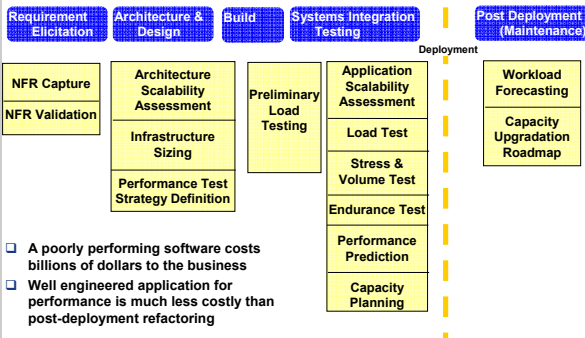 Requirement
Elicitation
Architecture &
Design
Build
Systems Integration
Testing
Post Deployment
(Maintenance)
Deployment
NFR Capture
NFR Validation
Architecture
Scalability
Assessment
Infrastructure
Sizing
Performance Test
Strategy Definition
Preliminary
Load
Testing
Application
Scalability
Assessment
Load Test
Stress &
Volume Test
Endurance Test
Performance
Prediction
Capacity
Planning
Workload
Forecasting
Capacity
Upgradation
Roadmap
A poorly performing software costs
billions of dollars to the business
Well engineered application for
performance is much less costly than
post-deployment refactoring